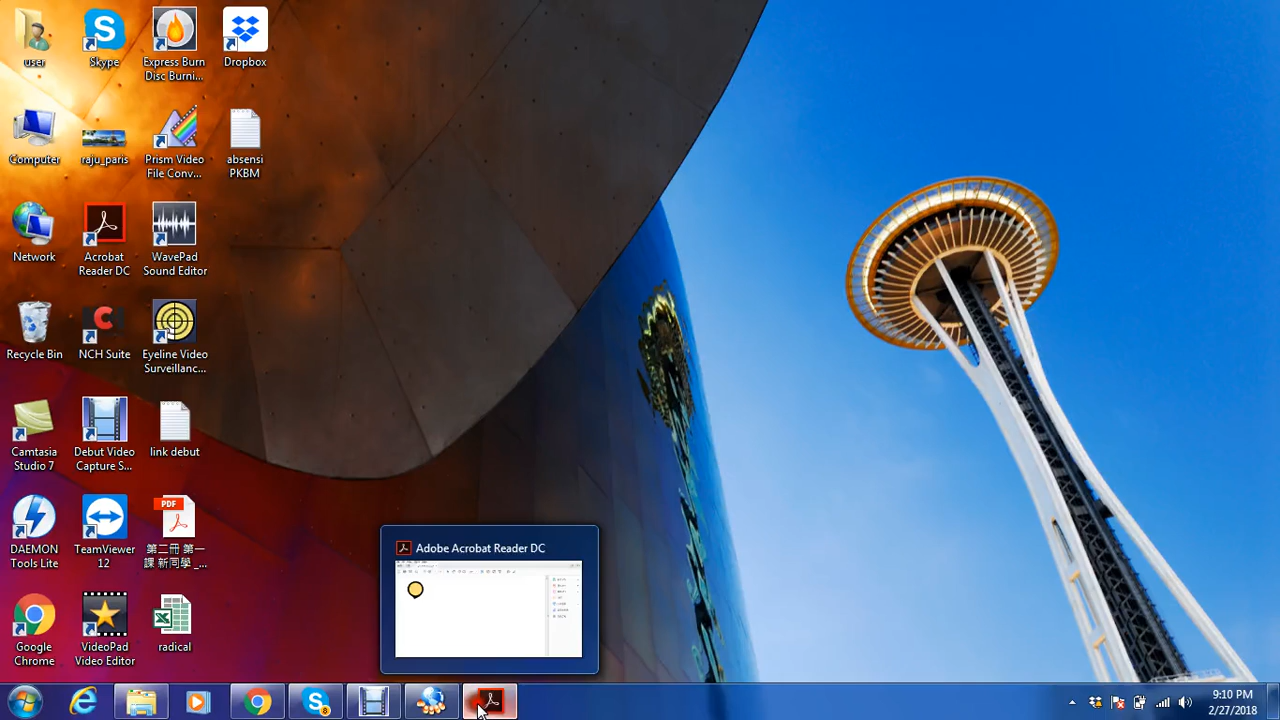 user
Skype
Express Burn
Disc Burni...
Dropbox
Computer
raju_paris
Prism Video
File Conv...
absensi
PKBM
Network
Acrobat
Reader DC
WavePad
Sound Editor
Recycle Bin
NCH Suite
Eyeline Video
Surveillanc...
Camtasia
Studio 7
Debut Video
Capture S...
link debut
DAEMON
Tools Lite
TeamViewer
12
PDF
第二冊 第一
課 新同學_...
Google
Chrome
VideoPad
Video Editor
radical
Adobe Acrobat Reader DC
8
9:10 PM
2/27/2018